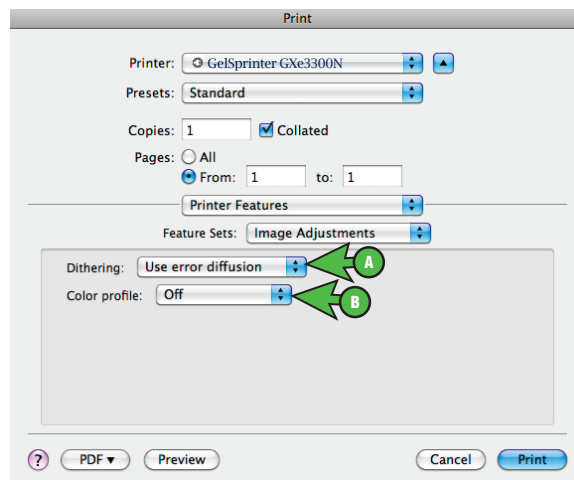 Print
Printer: GelSprinter GXe3300N
Presets: Standard
Copies: 1 Collated
Pages: All
From: 1 to: 1
Printer Features
Feature Sets: Image Adjustments
Dithering: Use error diffusion A
Color profile: Off B
? PDF▼ Preview Cancel Print